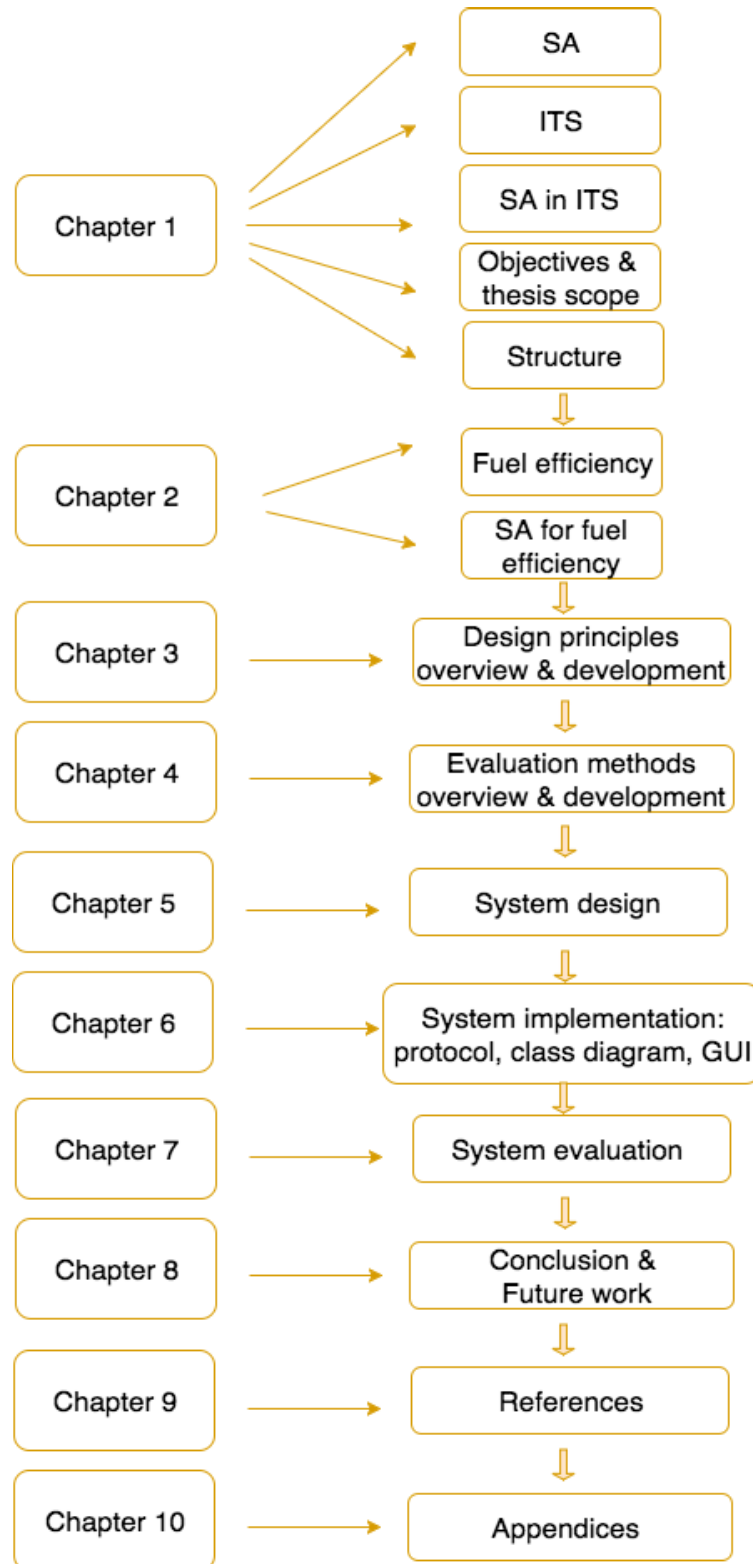 SA
ITS
Chapter 1
SA in ITS
Objectives &
thesis scope
Structure
Chapter 2
Fuel efficiency
SA for fuel
efficiency
Chapter 3
Design principles
overview & development
Chapter 4
Evaluation methods
overview & development
Chapter 5
System design
Chapter 6
System implementation:
protocol, class diagram, GUI
Chapter 7
System evaluation
Chapter 8
Conclusion &
Future work
Chapter 9
References
Chapter 10
Appendices